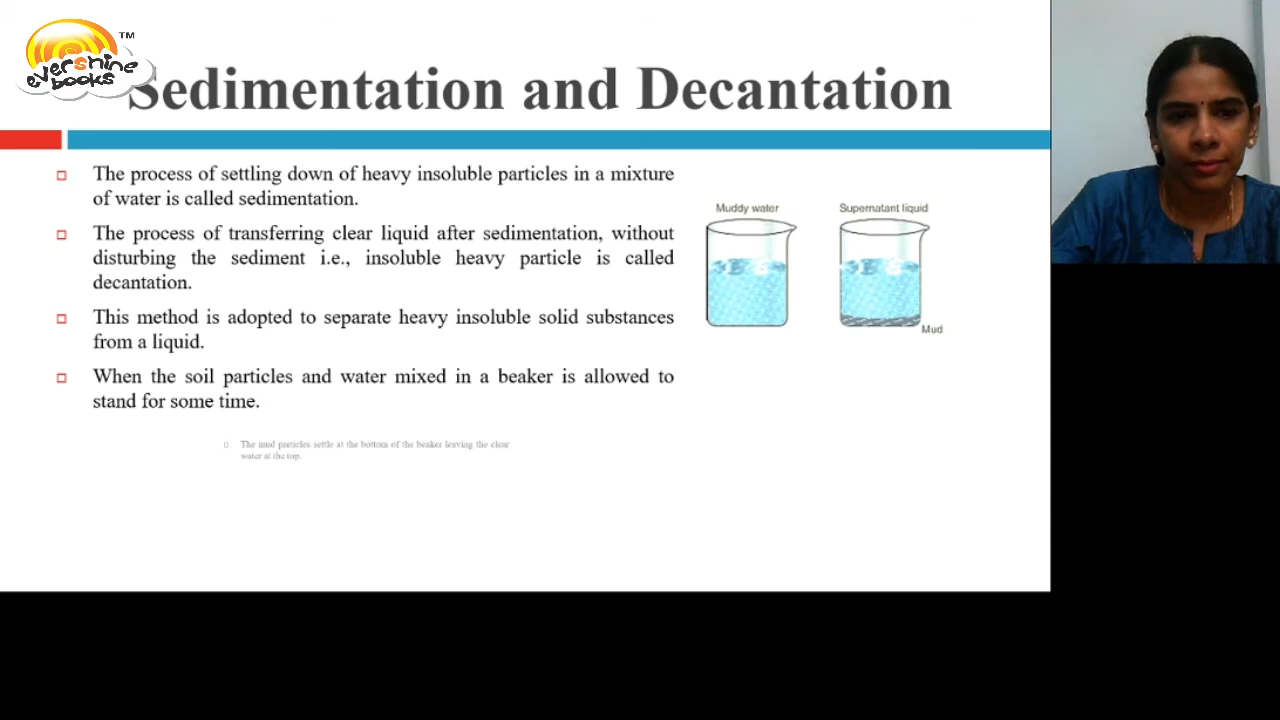 evershine
books
TM
Sedimentation and Decantation
The process of settling down of heavy insoluble particles in a mixture
of water is called sedimentation.
The process of transferring clear liquid after sedimentation, without
disturbing the sediment i.e., insoluble heavy particle is called
decantation.
This method is adopted to separate heavy insoluble solid substances
from a liquid.
When the soil particles and water mixed in a beaker is allowed to
stand for some time.
The mud particles settle at the bottom of the beaker leaving the clear
water at the top.
Muddy water
Supernatant liquid
Mud